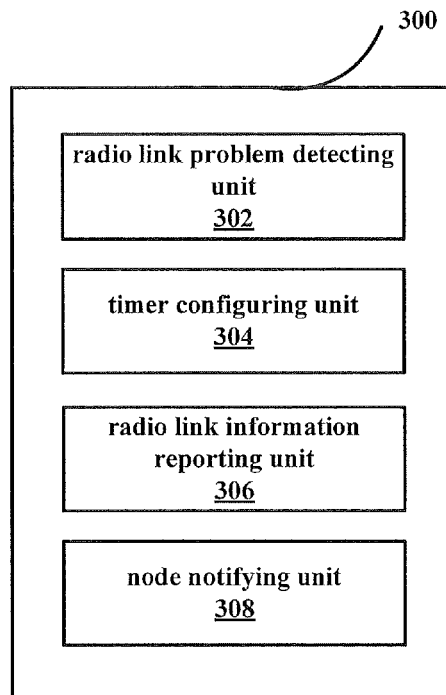 300
radio link problem detecting
unit
302
timer configuring unit
304
radio link information
reporting unit
306
node notifying unit
308